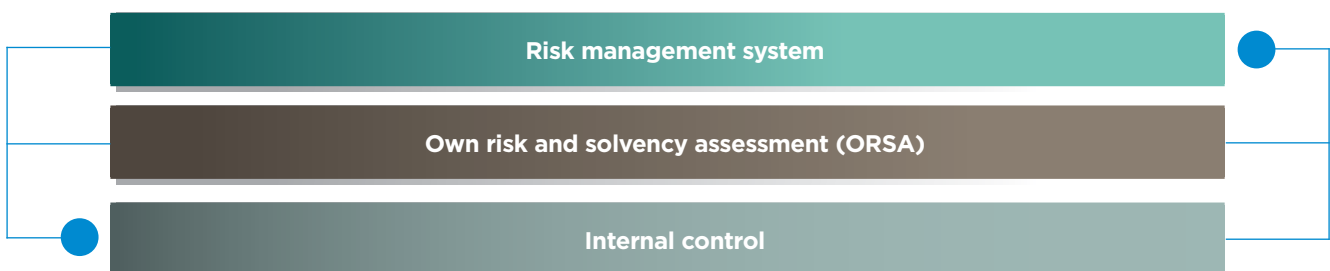 Risk management system
Own risk and solvency assessment (ORSA)
Internal control